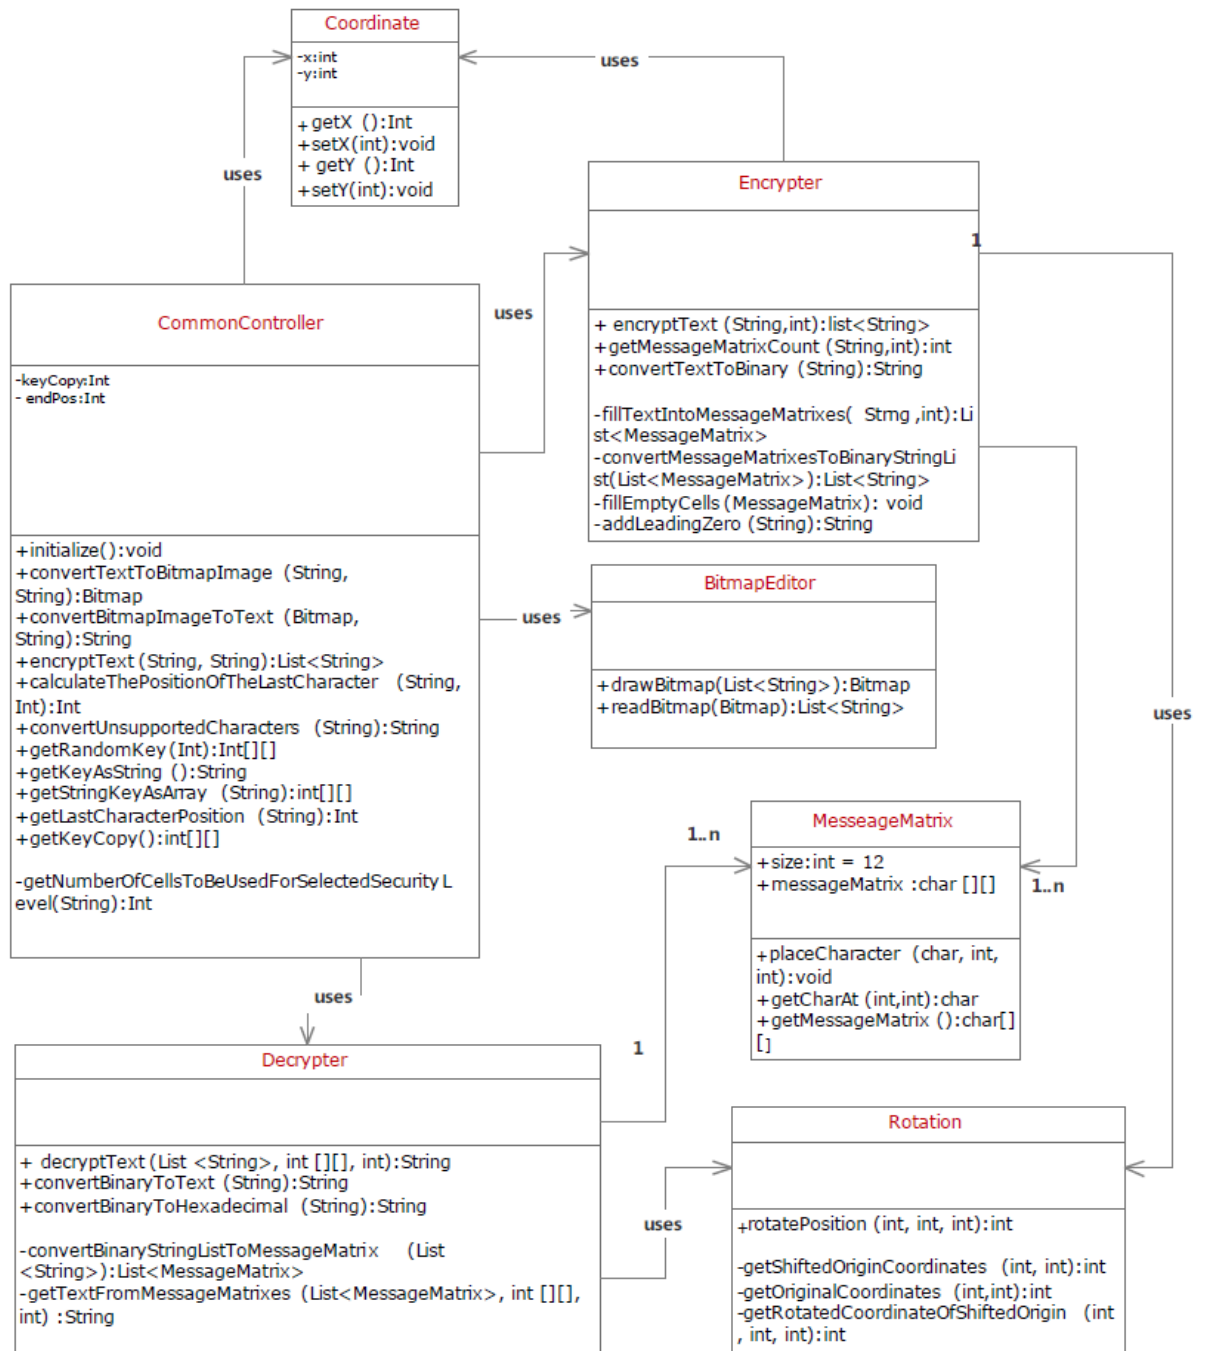 Coordinate
-x:int
-y:int
+ getX ():Int
+setX(int):void
+ getY ():Int
+setY(int):void
uses
uses
Encrypter
1
+ encryptText (String,int):list<String>
+getMessageMatrixCount (String,int):int
+convertTextToBinary (String):String
-fillTextIntoMessageMatrixes( Strng ,int):Li
st<MessageMatrix>
-convertMessageMatrixesToBinaryStringLi
st(List<MessageMatrix>):List<String>
-fillEmptyCells (MessageMatrix): void
-addLeadingZero (String):String
uses
CommonController
-keyCopy:Int
- endPos:Int
+initialize():void
+convertTextToBitmapImage (String,
String):Bitmap
+convertBitmapImageToText (Bitmap,
String):String
+encryptText (String, String):List<String>
+calculateThePositionOfTheLastCharacter (String,
Int):Int
+convertUnsupportedCharacters (String):String
+getRandomKey(Int):Int[][]
+getKeyAsString ():String
+getStringKeyAsArray (String):int[][]
+getLastCharacterPosition (String):Int
+getKeyCopy():int[][]
-getNumberOfCellsToBeUsedForSelectedSecurity L
evel(String):Int
uses
BitmapEditor
+drawBitmap(List<String>):Bitmap
+readBitmap(Bitmap):List<String>
uses
MesseageMatrix
+size:int = 12
+messageMatrix :char [][]
+placeCharacter (char, int,
int):void
+getCharAt (int,int):char
+getMessageMatrix ():char[]
[]
1..n
1..n
uses
1
Decrypter
+ decryptText (List <String>, int [][], int):String
+convertBinaryToText (String):String
+convertBinaryToHexadecimal (String):String
-convertBinaryStringListToMessageMatrix (List
<String>):List<MessageMatrix>
-getTextFromMessageMatrixes (List<MessageMatrix>, int [][],
int) :String
uses
Rotation
+rotatePosition (int, int, int):int
-getShiftedOriginCoordinates (int, int):int
-getOriginalCoordinates (int,int):int
-getRotatedCoordinateOfShiftedOrigin (int
, int, int):int